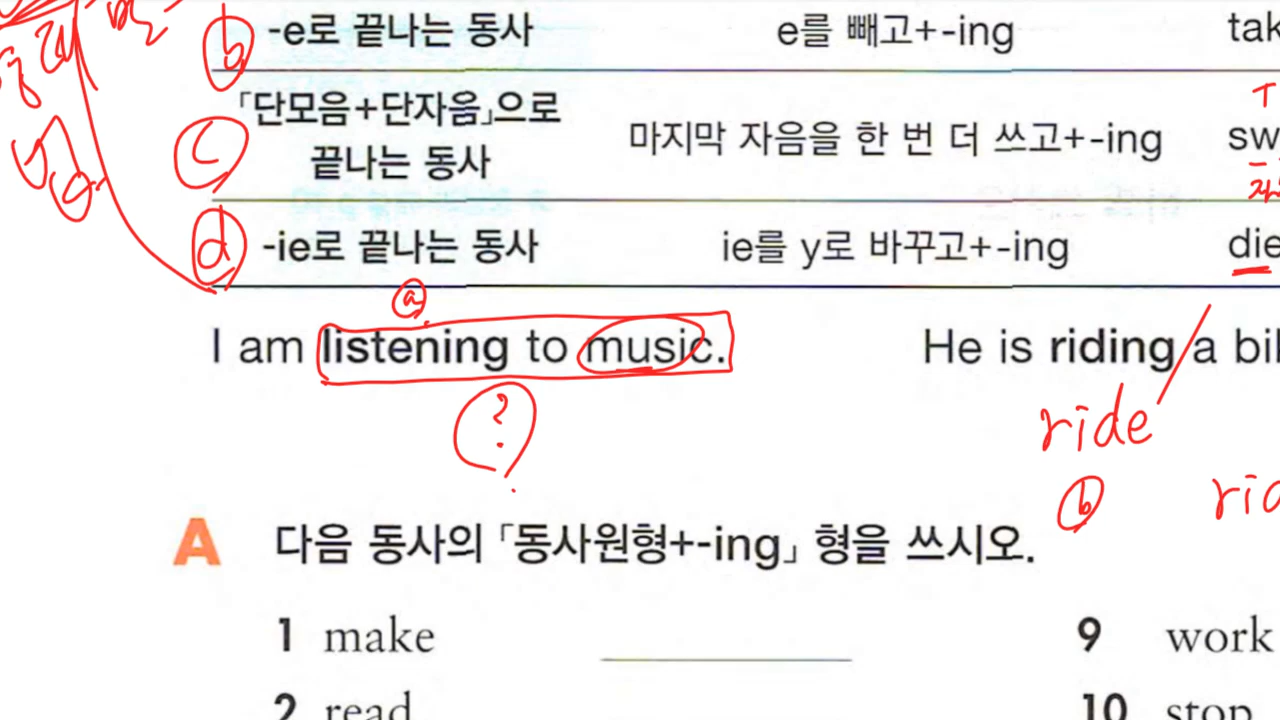 ⓑ -e로 끝나는 동사 e를 빼고+-ing
「단모음+단자음」으로
ⓒ 마지막 자음을 한 번 더 쓰고+-ing
끝나는 동사
ⓓ -ie로 끝나는 동사 ie를 y로 바꾸고+-ing die
ⓐ
I am listening to music. He is riding a
?
ride
ⓑ
A 다음 동사의 「동사원형+-ing」 형을 쓰시오.
1 make 9 work
2 read 10 stop